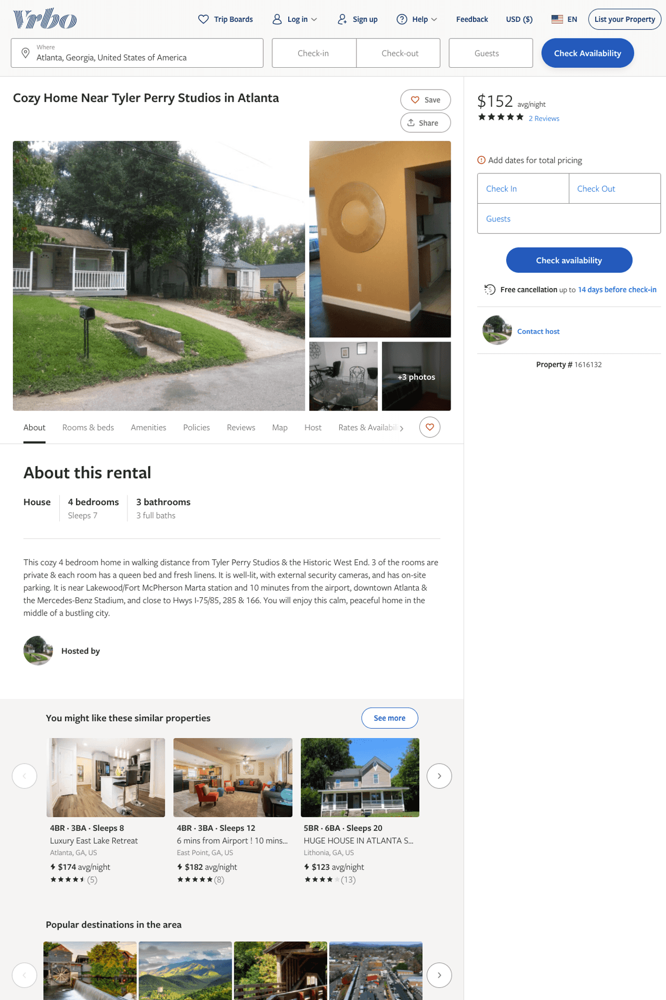 Vrbo
Trip Boards
Log in
Sign up
Help
Feedback
USD ($)
EN
List your Property
Where
Atlanta, Georgia, United States of America
Check-in
Check-out
Guests
Check Availability
Cozy Home Near Tyler Perry Studios in Atlanta
Save
Share
$152 avg/night
2 Reviews
Add dates for total pricing
Check In
Check Out
Guests
Check availability
Free cancellation up to 14 days before check-in
Contact host
Property # 1616132
+3 photos
About
Rooms & beds
Amenities
Policies
Reviews
Map
Host
Rates & Availabili
About this rental
House
4 bedrooms
Sleeps 7
3 bathrooms
3 full baths
This cozy 4 bedroom home in walking distance from Tyler Perry Studios & the Historic West End. 3 of the rooms are
private & each room has a queen bed and fresh linens. It is well-lit, with external security cameras, and has on-site
parking. It is near Lakewood/Fort McPherson Marta station and 10 minutes from the airport, downtown Atlanta &
the Mercedes-Benz Stadium, and close to Hwys I-75/85, 285 & 166. You will enjoy this calm, peaceful home in the
middle of a bustling city.
Hosted by
You might like these similar properties
See more
4BR · 3BA · Sleeps 8
Luxury East Lake Retreat
Atlanta, GA, US
$174 avg/night
(5)
4BR · 3BA · Sleeps 12
6 mins from Airport ! 10 mins...
East Point, GA, US
$182 avg/night
(8)
5BR · 6BA · Sleeps 20
HUGE HOUSE IN ATLANTA S...
Lithonia, GA, US
$123 avg/night
(13)
Popular destinations in the area